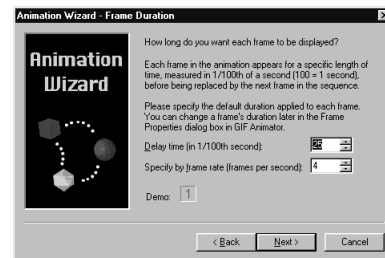 Animation Wizard - Frame Duration
Animation
Wizard
How long do you want each frame to be displayed?
Each frame in the animation appears for a specific length of
time, measured in 1/100th of a second (100 = 1 second),
before being replaced by the next frame in the sequence.
Please specify the default duration applied to each frame.
You can change a frame's duration later in the Frame
Properties dialog box in GIF Animator.
Delay time (in 1/100th second): 25
Specify by frame rate (frames per second): 4
Demo: 1
< Back Next > Cancel